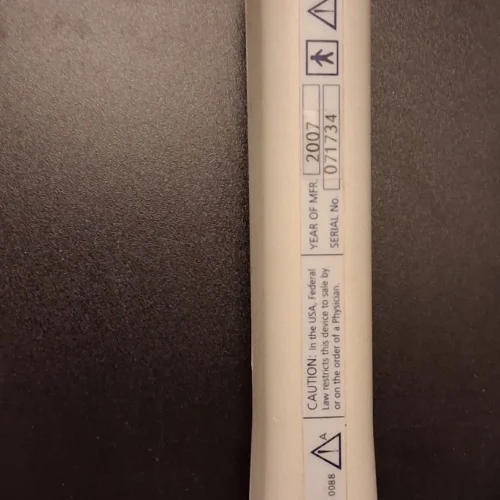 0088
A
CAUTION: In the USA, Federal
Law restricts this device to sale by
or on the order of a Physician.
YEAR OF MFR. 2007
SERIAL No. 071734